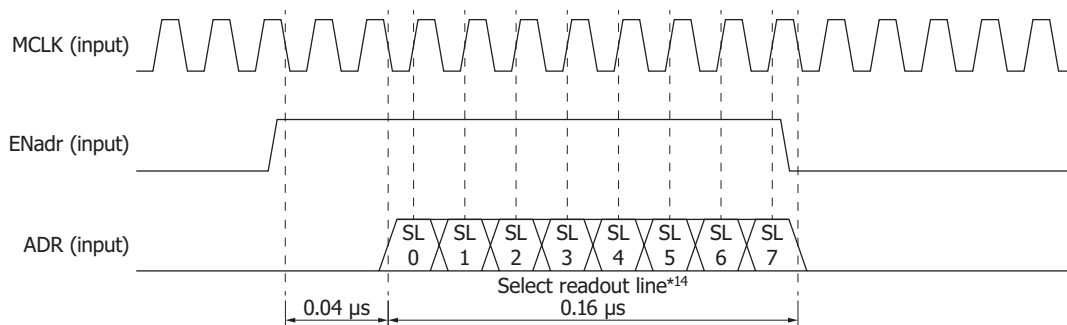 MCLK (input)
ENadr (input)
ADR (input)
SL 0
SL 1
SL 2
SL 3
SL 4
SL 5
SL 6
SL 7
Select readout line*14
0.04 µs
0.16 µs